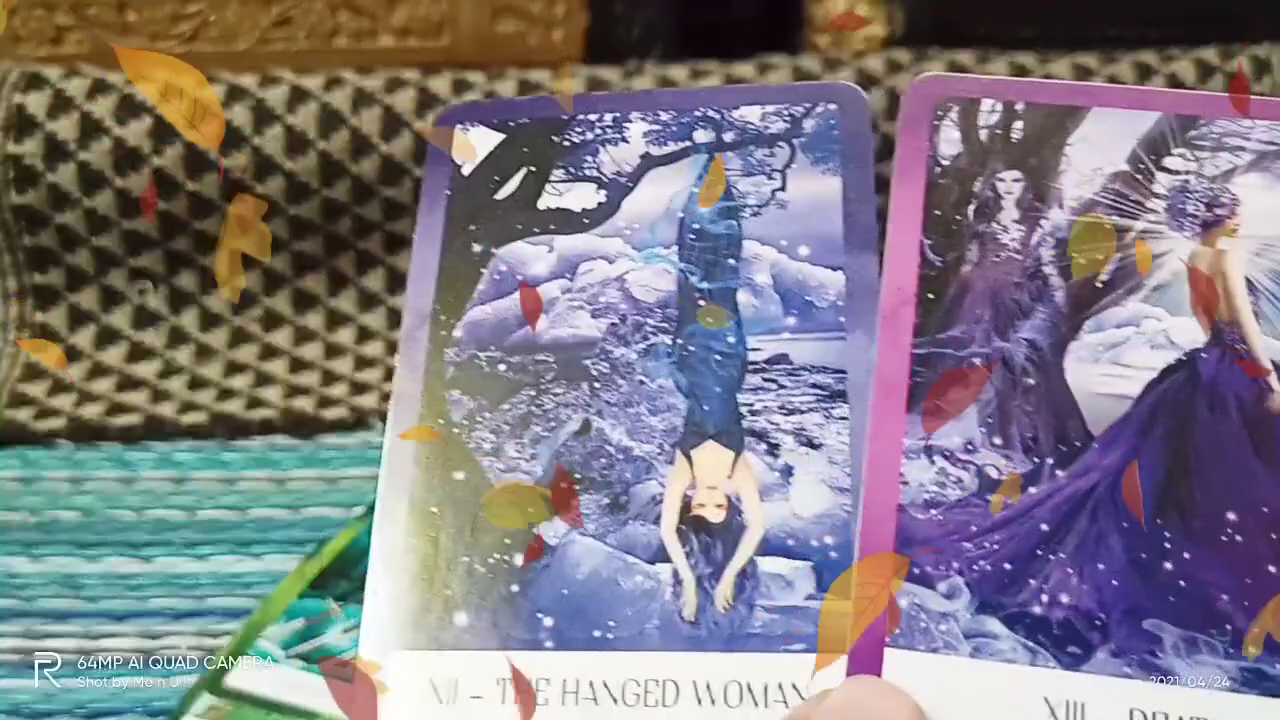 XII - THE HANGED WOMAN
XIII - DEATH
R
64MP AI QUAD CAMERA
Shot by Me n U
2021/04/24